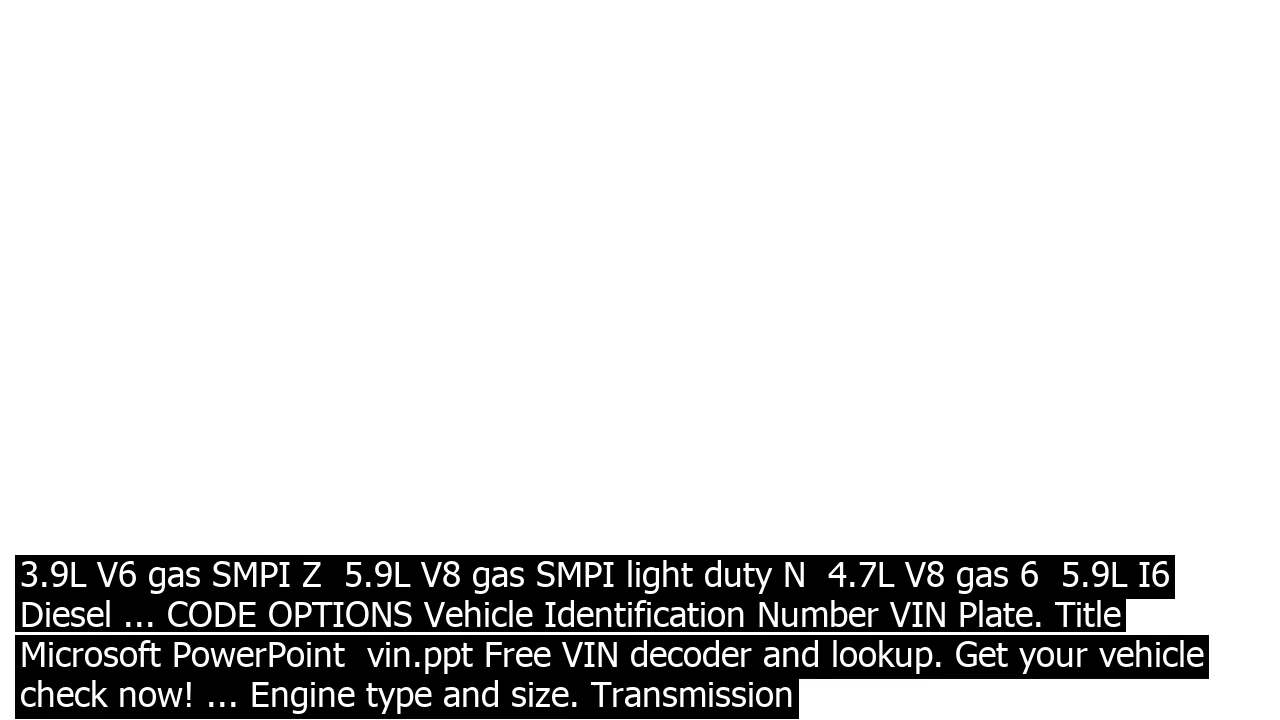 3.9L V6 gas SMPI Z  5.9L V8 gas SMPI light duty N  4.7L V8 gas 6  5.9L I6
Diesel ... CODE OPTIONS Vehicle Identification Number VIN Plate. Title
Microsoft PowerPoint  vin.ppt Free VIN decoder and lookup. Get your vehicle
check now! ... Engine type and size. Transmission